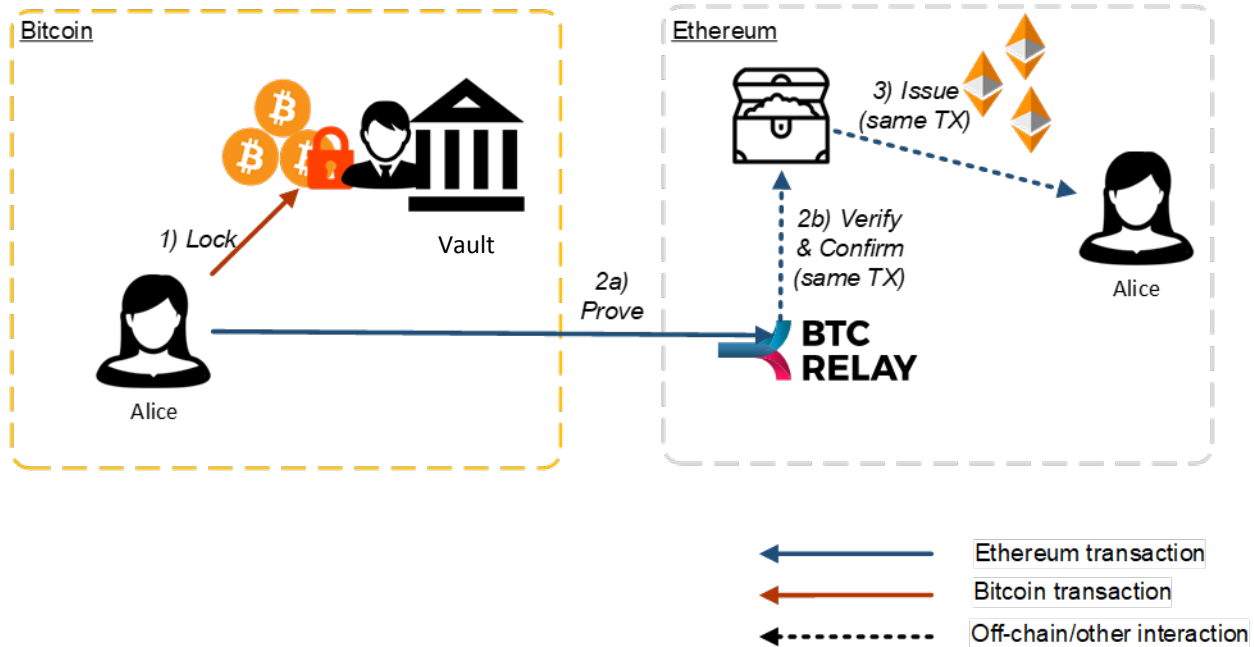 Bitcoin
Ethereum
3) Issue
(same TX)
1) Lock
Vault
2b) Verify
& Confirm
(same TX)
2a)
Prove
Alice
BTC
RELAY
Alice
Ethereum transaction
Bitcoin transaction
Off-chain/other interaction